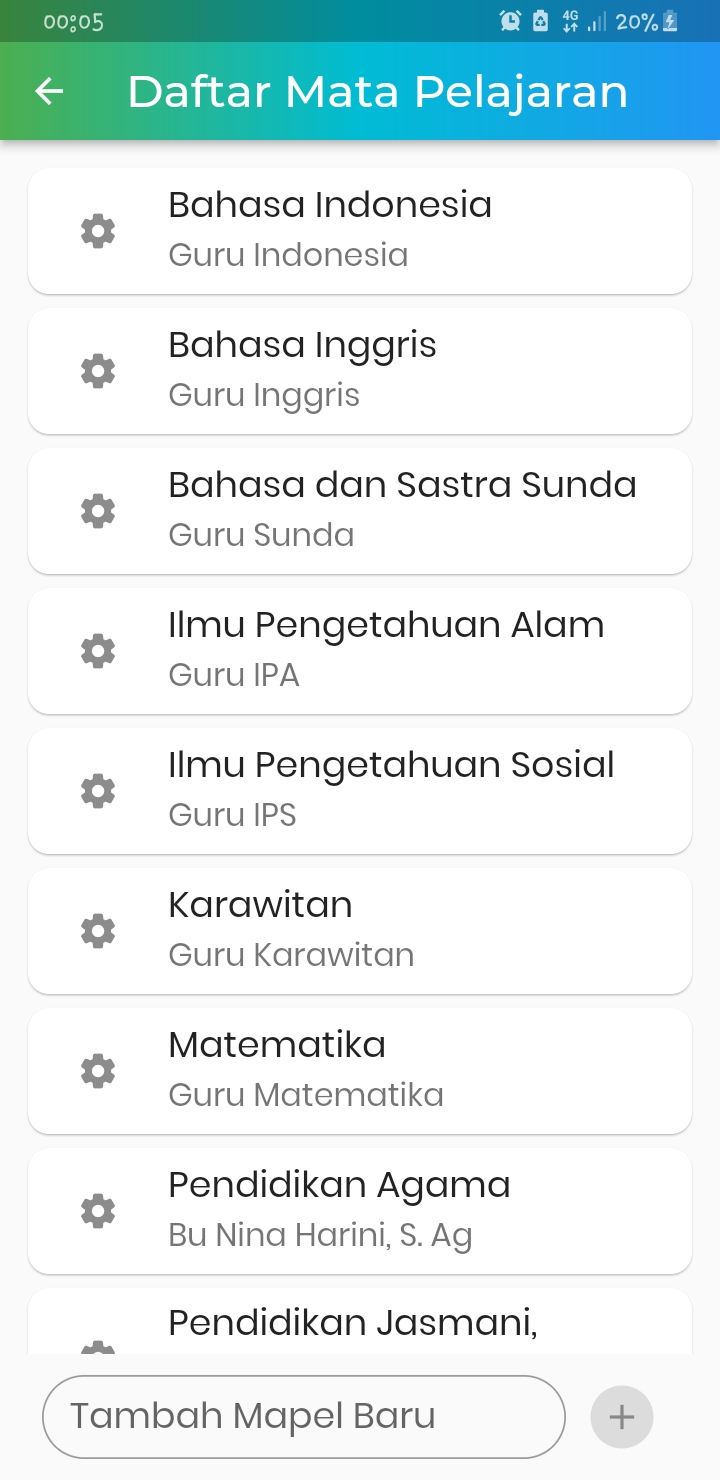 00:05
4G
20%
Daftar Mata Pelajaran
Bahasa Indonesia
Guru Indonesia
Bahasa Inggris
Guru Inggris
Bahasa dan Sastra Sunda
Guru Sunda
Ilmu Pengetahuan Alam
Guru IPA
Ilmu Pengetahuan Sosial
Guru IPS
Karawitan
Guru Karawitan
Matematika
Guru Matematika
Pendidikan Agama
Bu Nina Harini, S. Ag
Pendidikan Jasmani,
Tambah Mapel Baru